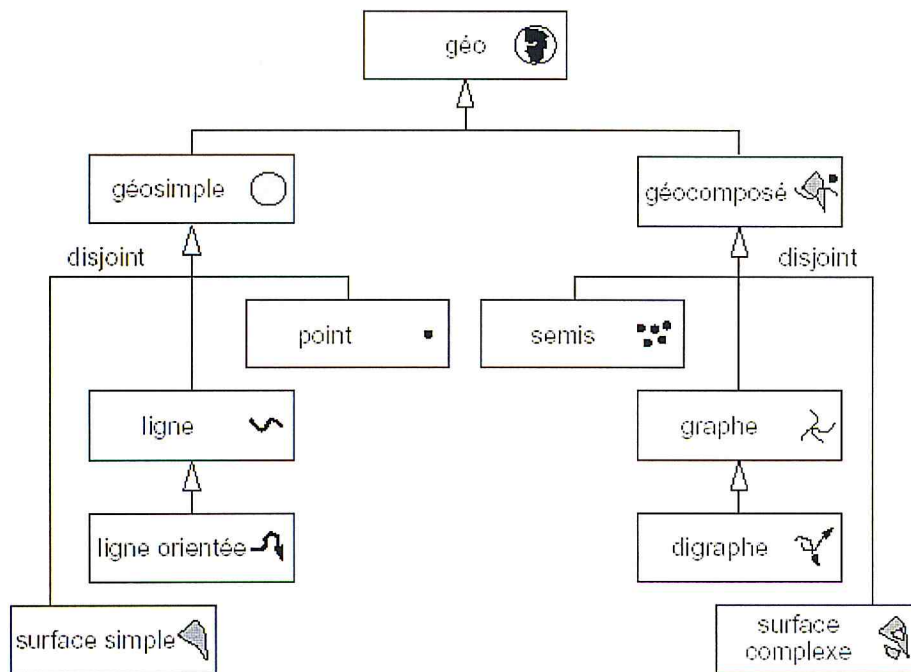 géo
géosimple
géocomposé
disjoint
disjoint
point
semis
ligne
graphe
ligne orientée
digraphe
surface simple
surface
complexe